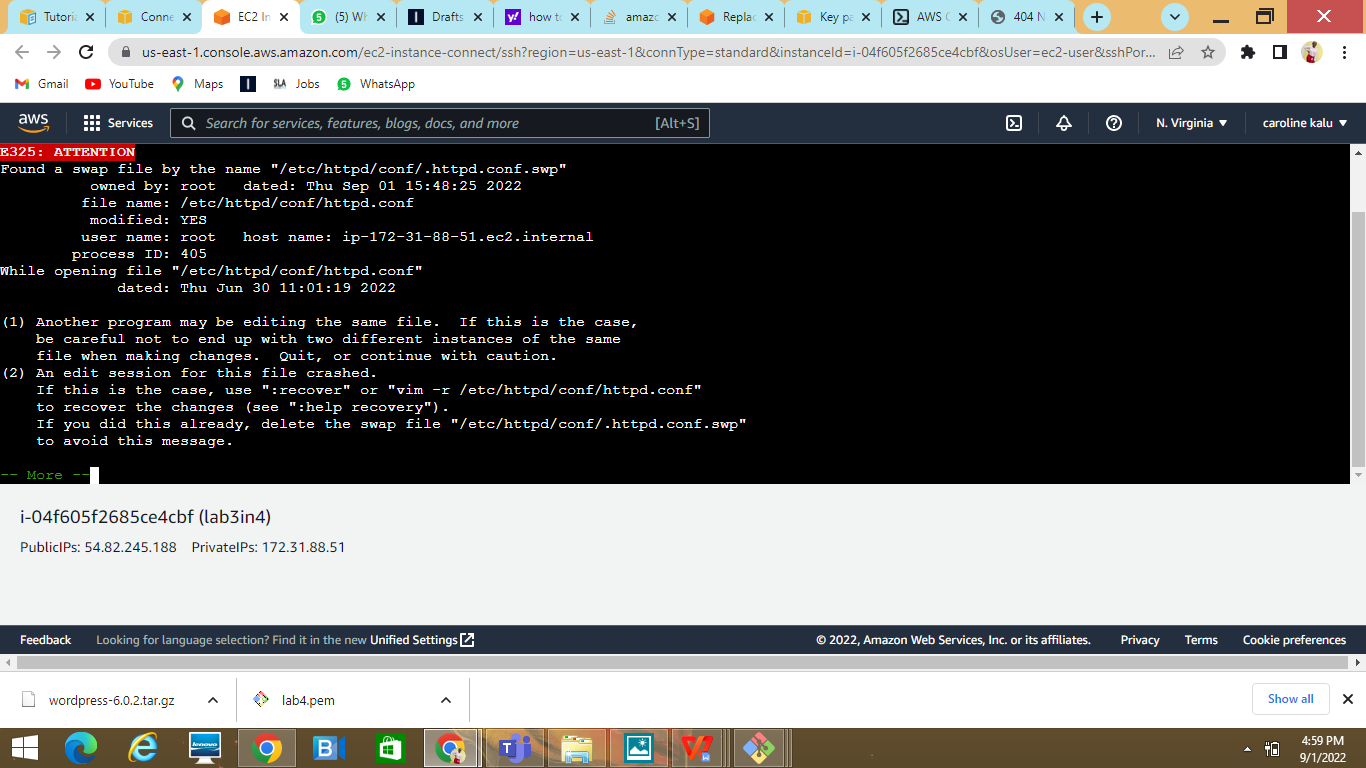 Tutoria
Conne
EC2 In
(5) Wh
Drafts
how to
amazo
Replac
Key pa
AWS C
404 N
us-east-1.console.aws.amazon.com/ec2-instance-connect/ssh?region=us-east-1&connType=standard&instanceId=i-04f605f2685ce4cbf&osUser=ec2-user&sshPor...
Gmail
YouTube
Maps
SLA
Jobs
WhatsApp
aws
Services
Search for services, features, blogs, docs, and more
[Alt+S]
N. Virginia
caroline kalu
E325: ATTENTION
Found a swap file by the name "/etc/httpd/conf/.httpd.conf.swp"
owned by: root   dated: Thu Sep 01 15:48:25 2022
file name: /etc/httpd/conf/httpd.conf
modified: YES
user name: root   host name: ip-172-31-88-51.ec2.internal
process ID: 405
While opening file "/etc/httpd/conf/httpd.conf"
dated: Thu Jun 30 11:01:19 2022
(1) Another program may be editing the same file.  If this is the case,
be careful not to end up with two different instances of the same
file when making changes.  Quit, or continue with caution.
(2) An edit session for this file crashed.
If this is the case, use ":recover" or "vim -r /etc/httpd/conf/httpd.conf"
to recover the changes (see ":help recovery").
If you did this already, delete the swap file "/etc/httpd/conf/.httpd.conf.swp"
to avoid this message.
-- More --
i-04f605f2685ce4cbf (lab3in4)
PublicIPs: 54.82.245.188    PrivateIPs: 172.31.88.51
Feedback
Looking for language selection? Find it in the new Unified Settings
© 2022, Amazon Web Services, Inc. or its affiliates.
Privacy
Terms
Cookie preferences
wordpress-6.0.2.tar.gz
lab4.pem
Show all
lenovo
4:59 PM
9/1/2022